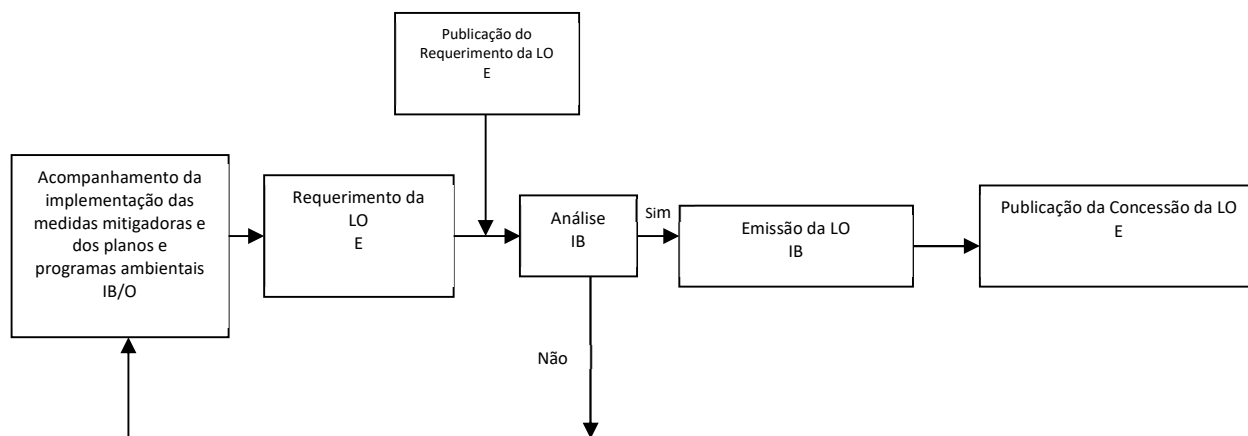 Publicação do
Requerimento da LO
E
Acompanhamento da
implementação das
medidas mitigadoras e
dos planos e
programas ambientais
IB/O
Requerimento da
LO
E
Análise
IB
Sim
Emissão da LO
IB
Publicação da Concessão da LO
E
Não